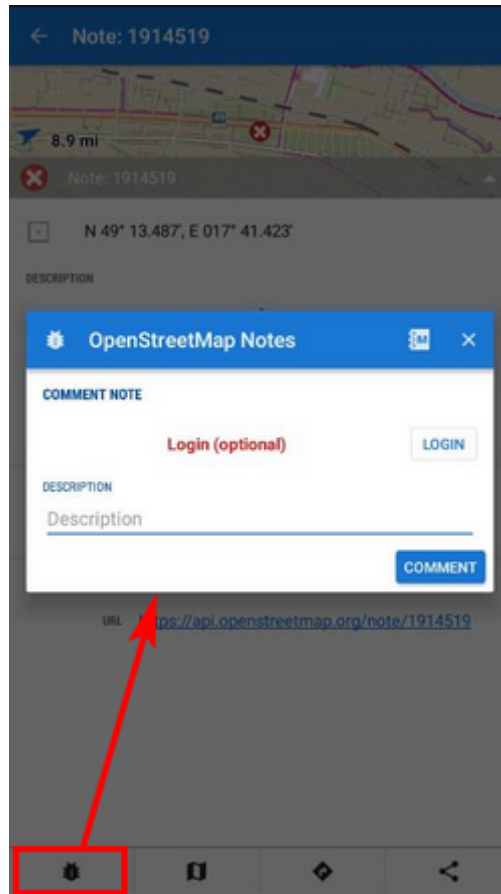 Note: 1914519
49
8.9 mi
Note: 1914519
N 49° 13.487', E 017° 41.423'
DESCRIPTION
OpenStreetMap Notes
COMMENT NOTE
Login (optional)
LOGIN
DESCRIPTION
Description
COMMENT
URL https://api.openstreetmap.org/note/1914519